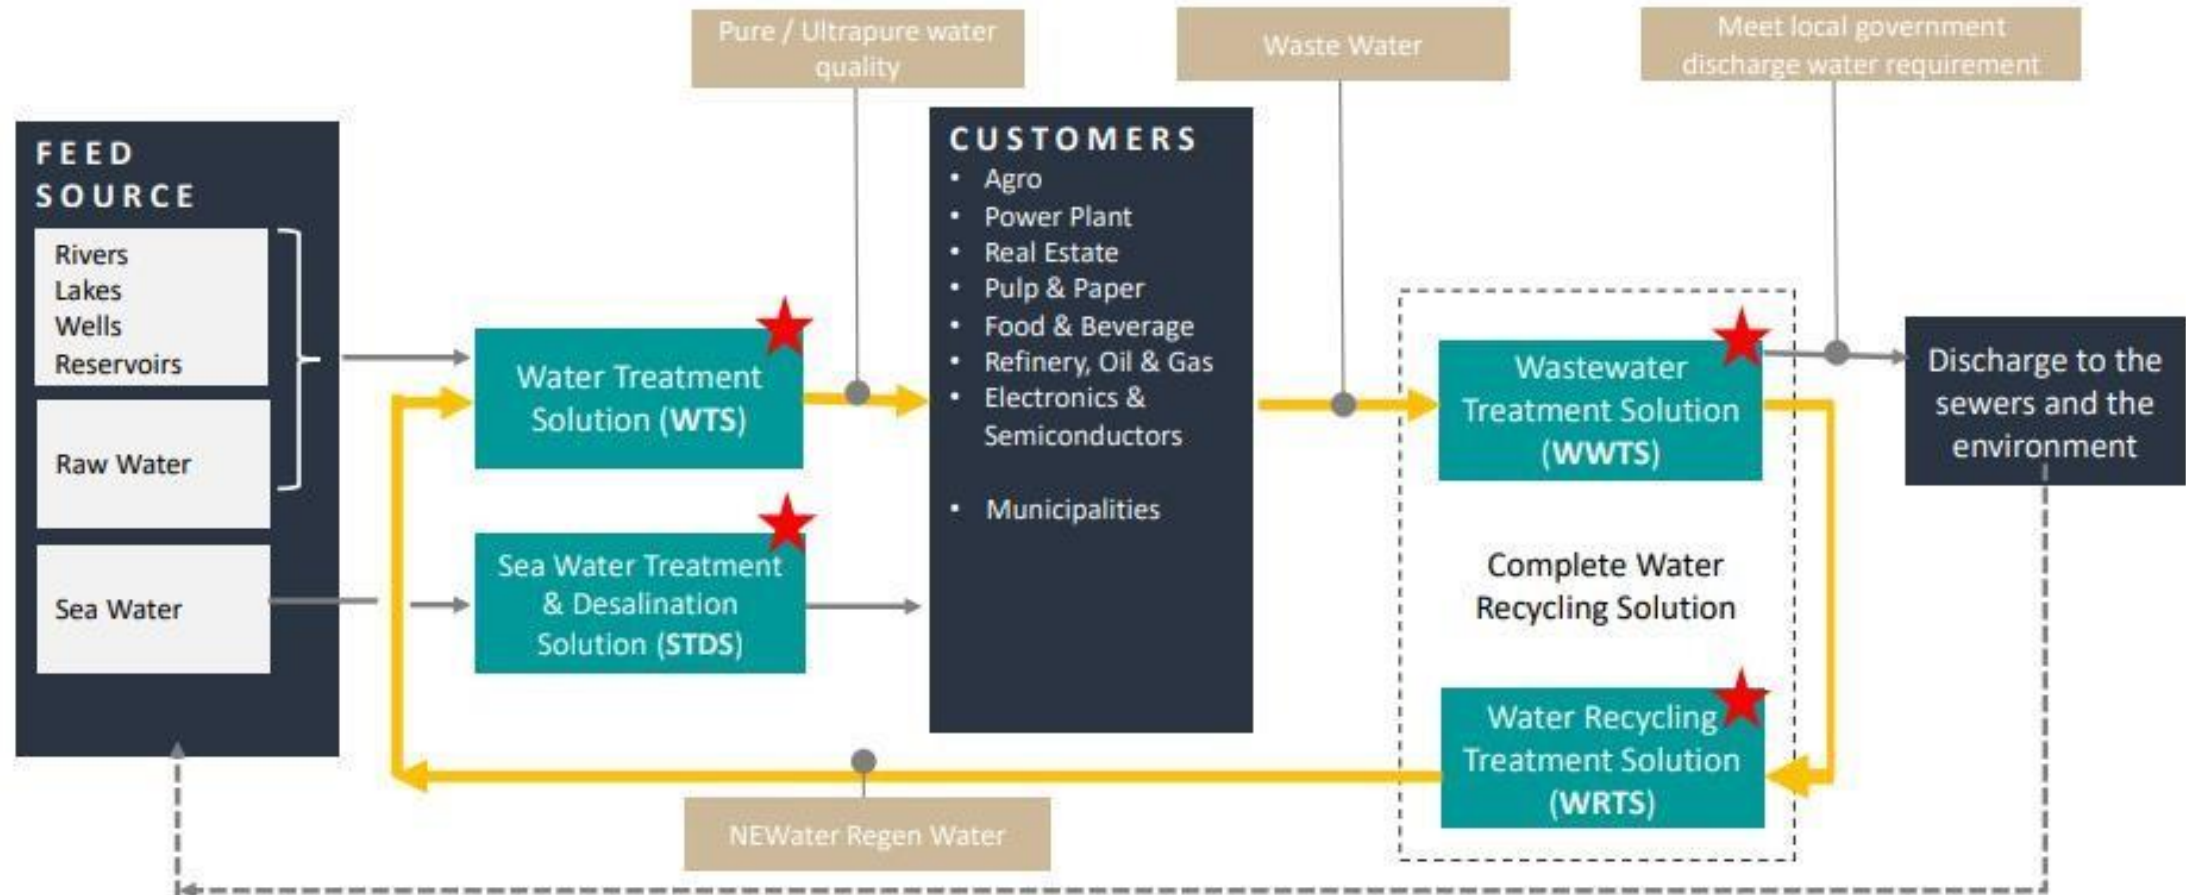 Pure / Ultrapure water
quality
Waste Water
Meet local government
discharge water requirement
FEED
SOURCE
Rivers
Lakes
Wells
Reservoirs
Raw Water
Sea Water
Water Treatment
Solution (WTS)
Sea Water Treatment
& Desalination
Solution (STDS)
CUSTOMERS
• Agro
• Power Plant
• Real Estate
• Pulp & Paper
• Food & Beverage
• Refinery, Oil & Gas
• Electronics &
Semiconductors
• Municipalities
Wastewater
Treatment Solution
(WWTS)
Complete Water
Recycling Solution
Water Recycling
Treatment Solution
(WRTS)
Discharge to the
sewers and the
environment
NEWater Regen Water